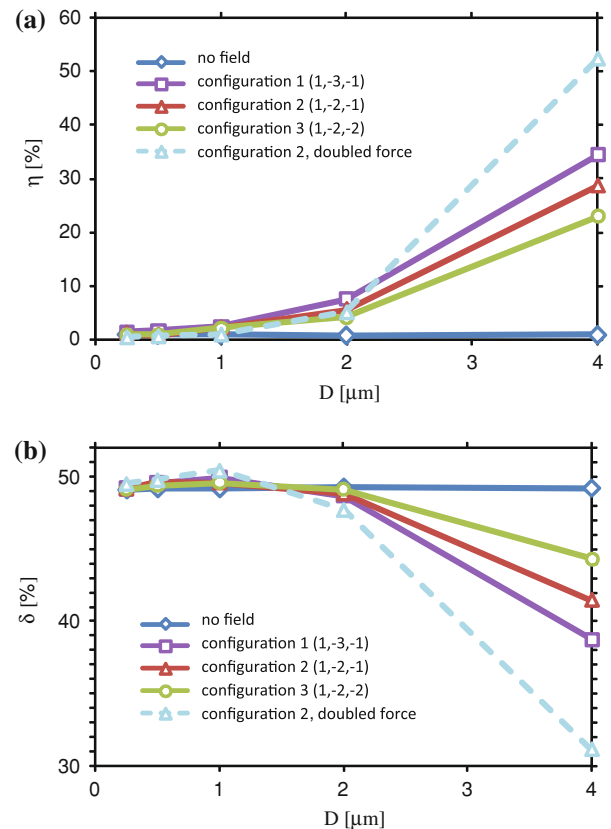 (a)
60
50
40
30
20
10
0
η [%]
no field
configuration 1 (1,-3,-1)
configuration 2 (1,-2,-1)
configuration 3 (1,-2,-2)
configuration 2, doubled force
0 1 2 3 4
D [μm]
(b)
50
40
30
δ [%]
no field
configuration 1 (1,-3,-1)
configuration 2 (1,-2,-1)
configuration 3 (1,-2,-2)
configuration 2, doubled force
0 1 2 3 4
D [μm]